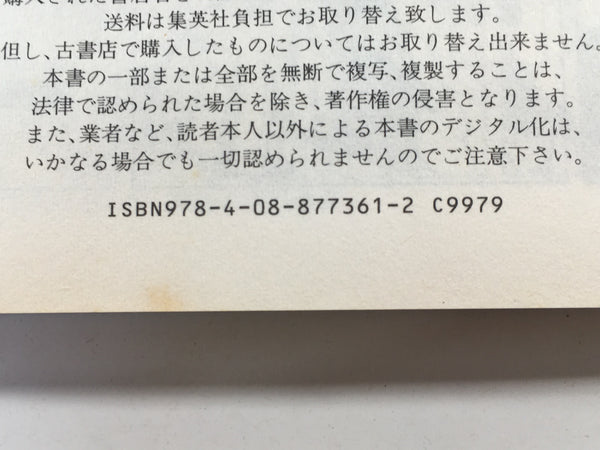 送料は集英社負担でお取り替え致します。
但し、古書店で購入したものについてはお取り替え出来ません。
本書の一部または全部を無断で複写、複製することは、
法律で認められた場合を除き、著作権の侵害となります。
また、業者など、読者本人以外による本書のデジタル化は、
いかなる場合でも一切認められませんのでご注意下さい。
ISBN978-4-08-877361-2 C9979